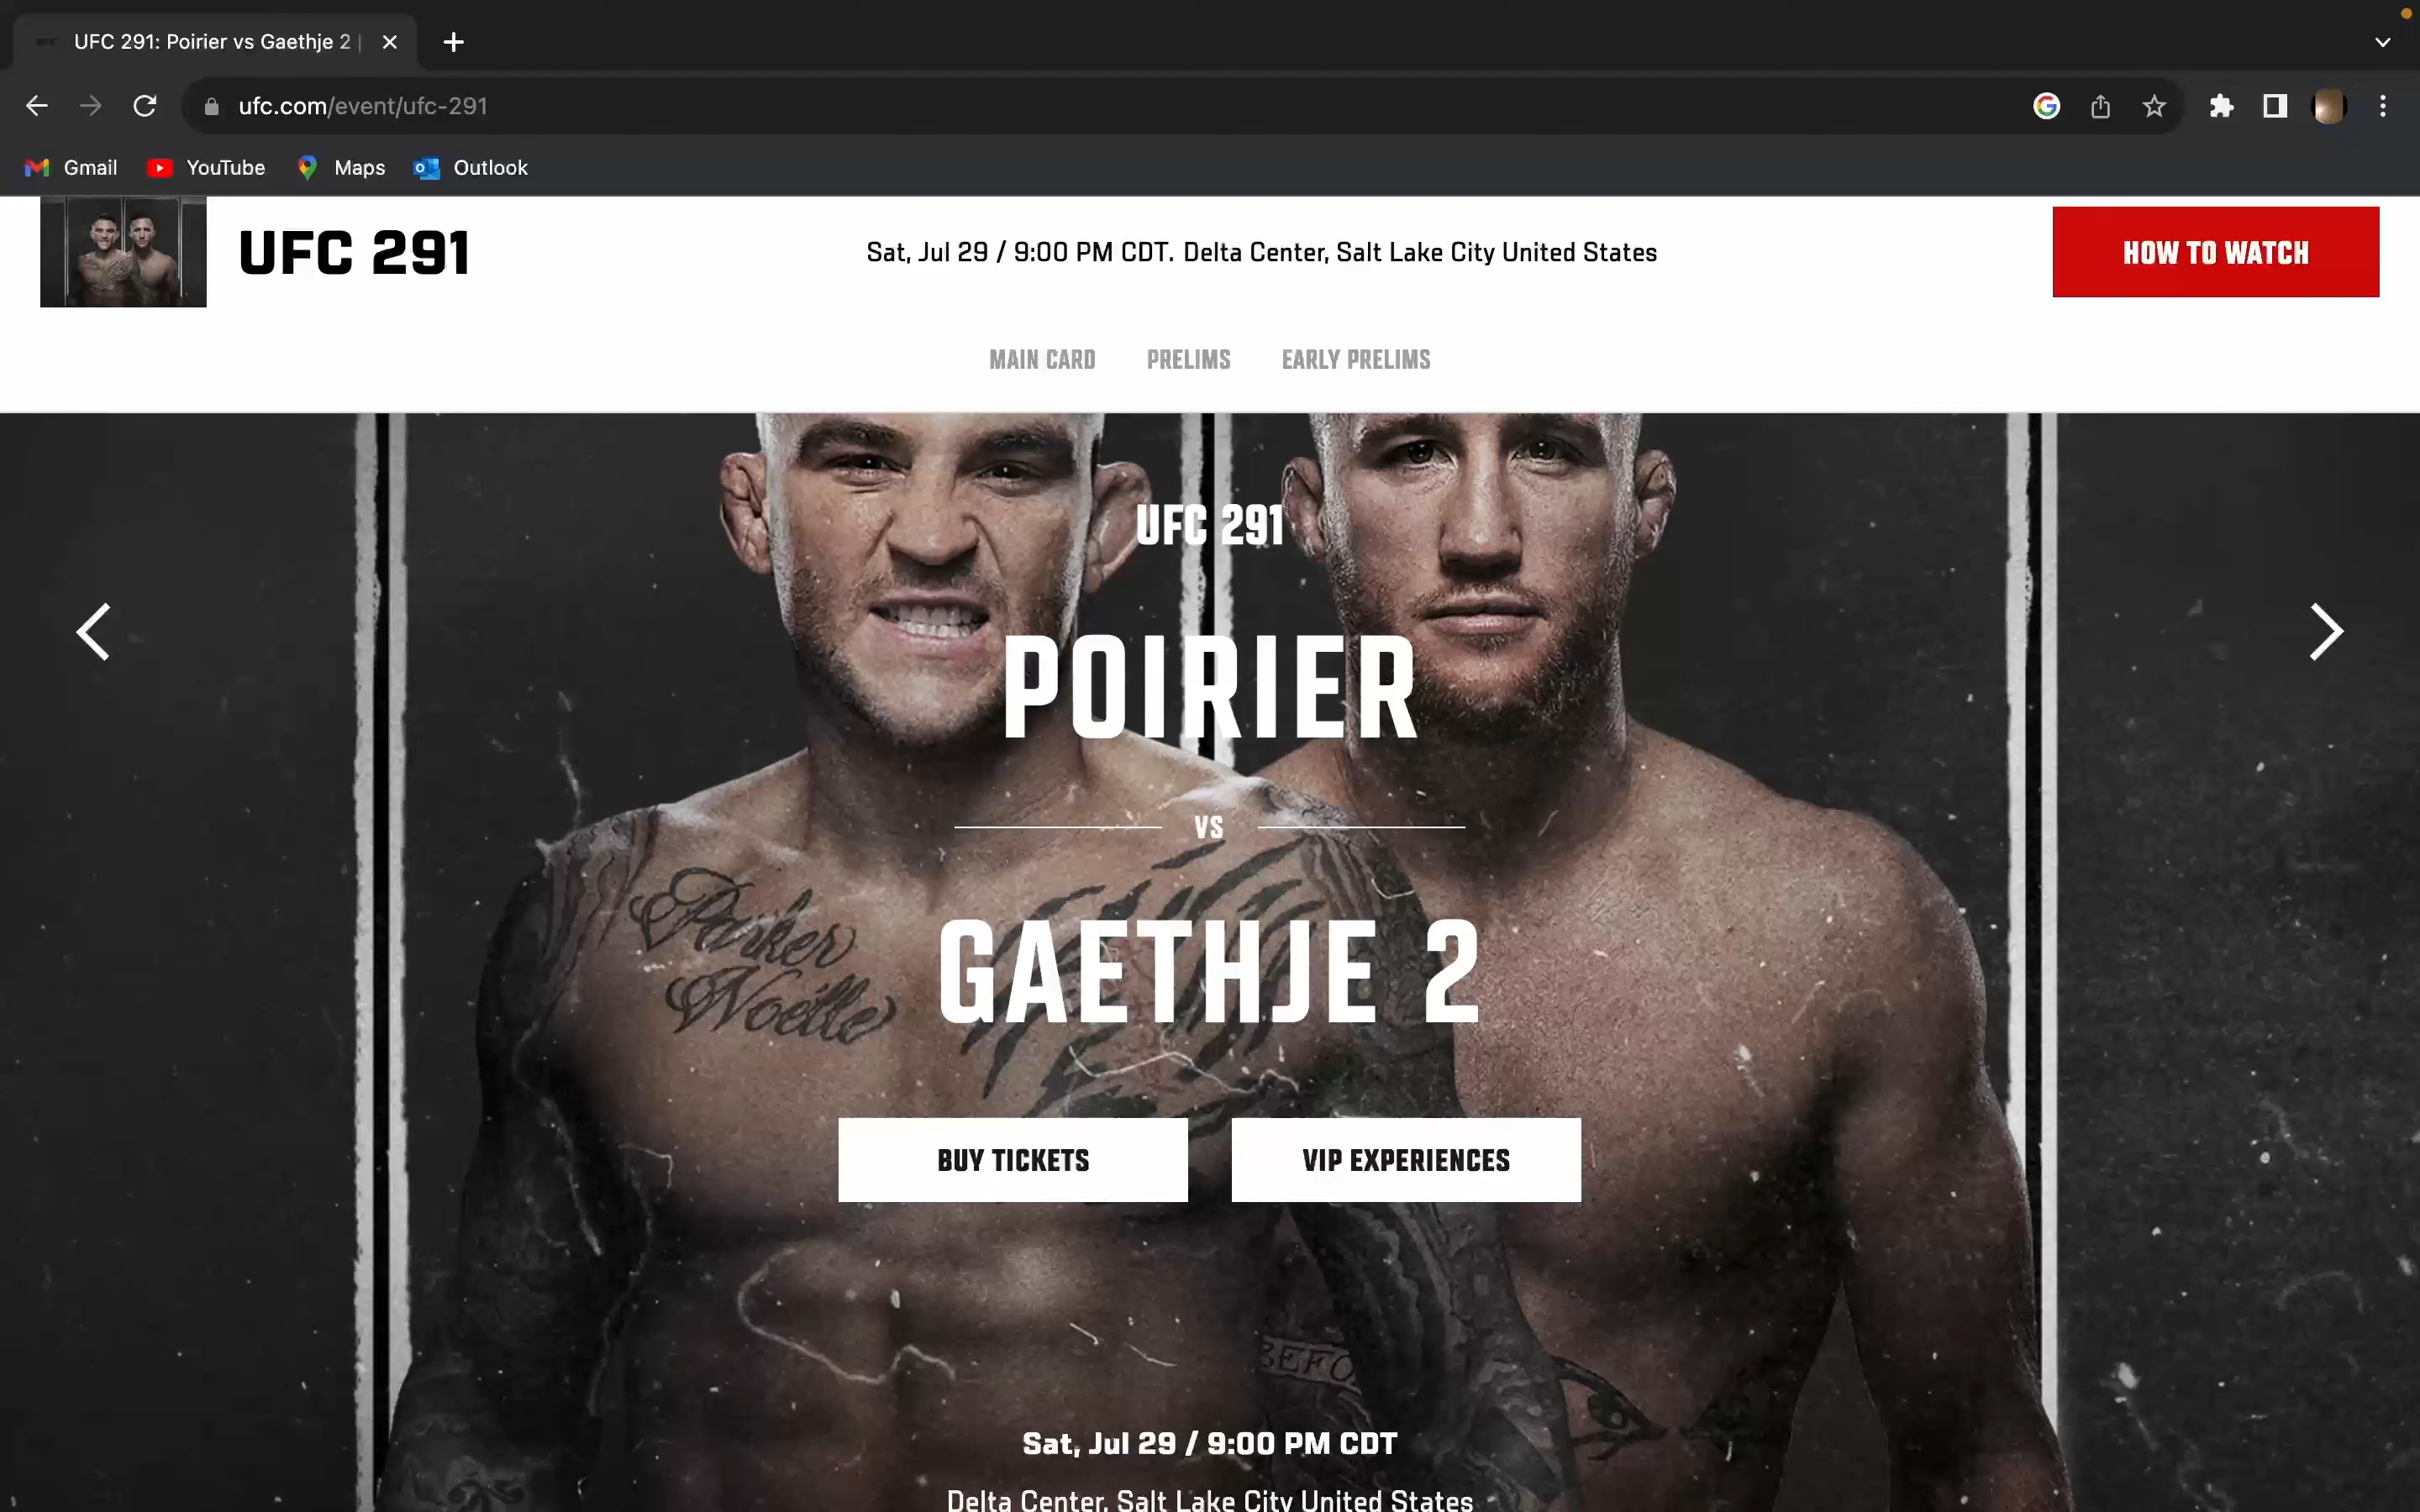 UFC 291: Poirier vs Gaethje 2 |
ufc.com/event/ufc-291
Gmail YouTube Maps Outlook
UFC 291
Sat, Jul 29 / 9:00 PM CDT. Delta Center, Salt Lake City United States
HOW TO WATCH
MAIN CARD PRELIMS EARLY PRELIMS
UFC 291
POIRIER
VS
GAETHJE 2
Parker
Noelle
BUY TICKETS VIP EXPERIENCES
BEFO
Sat, Jul 29 / 9:00 PM CDT
Delta Center, Salt Lake City United States